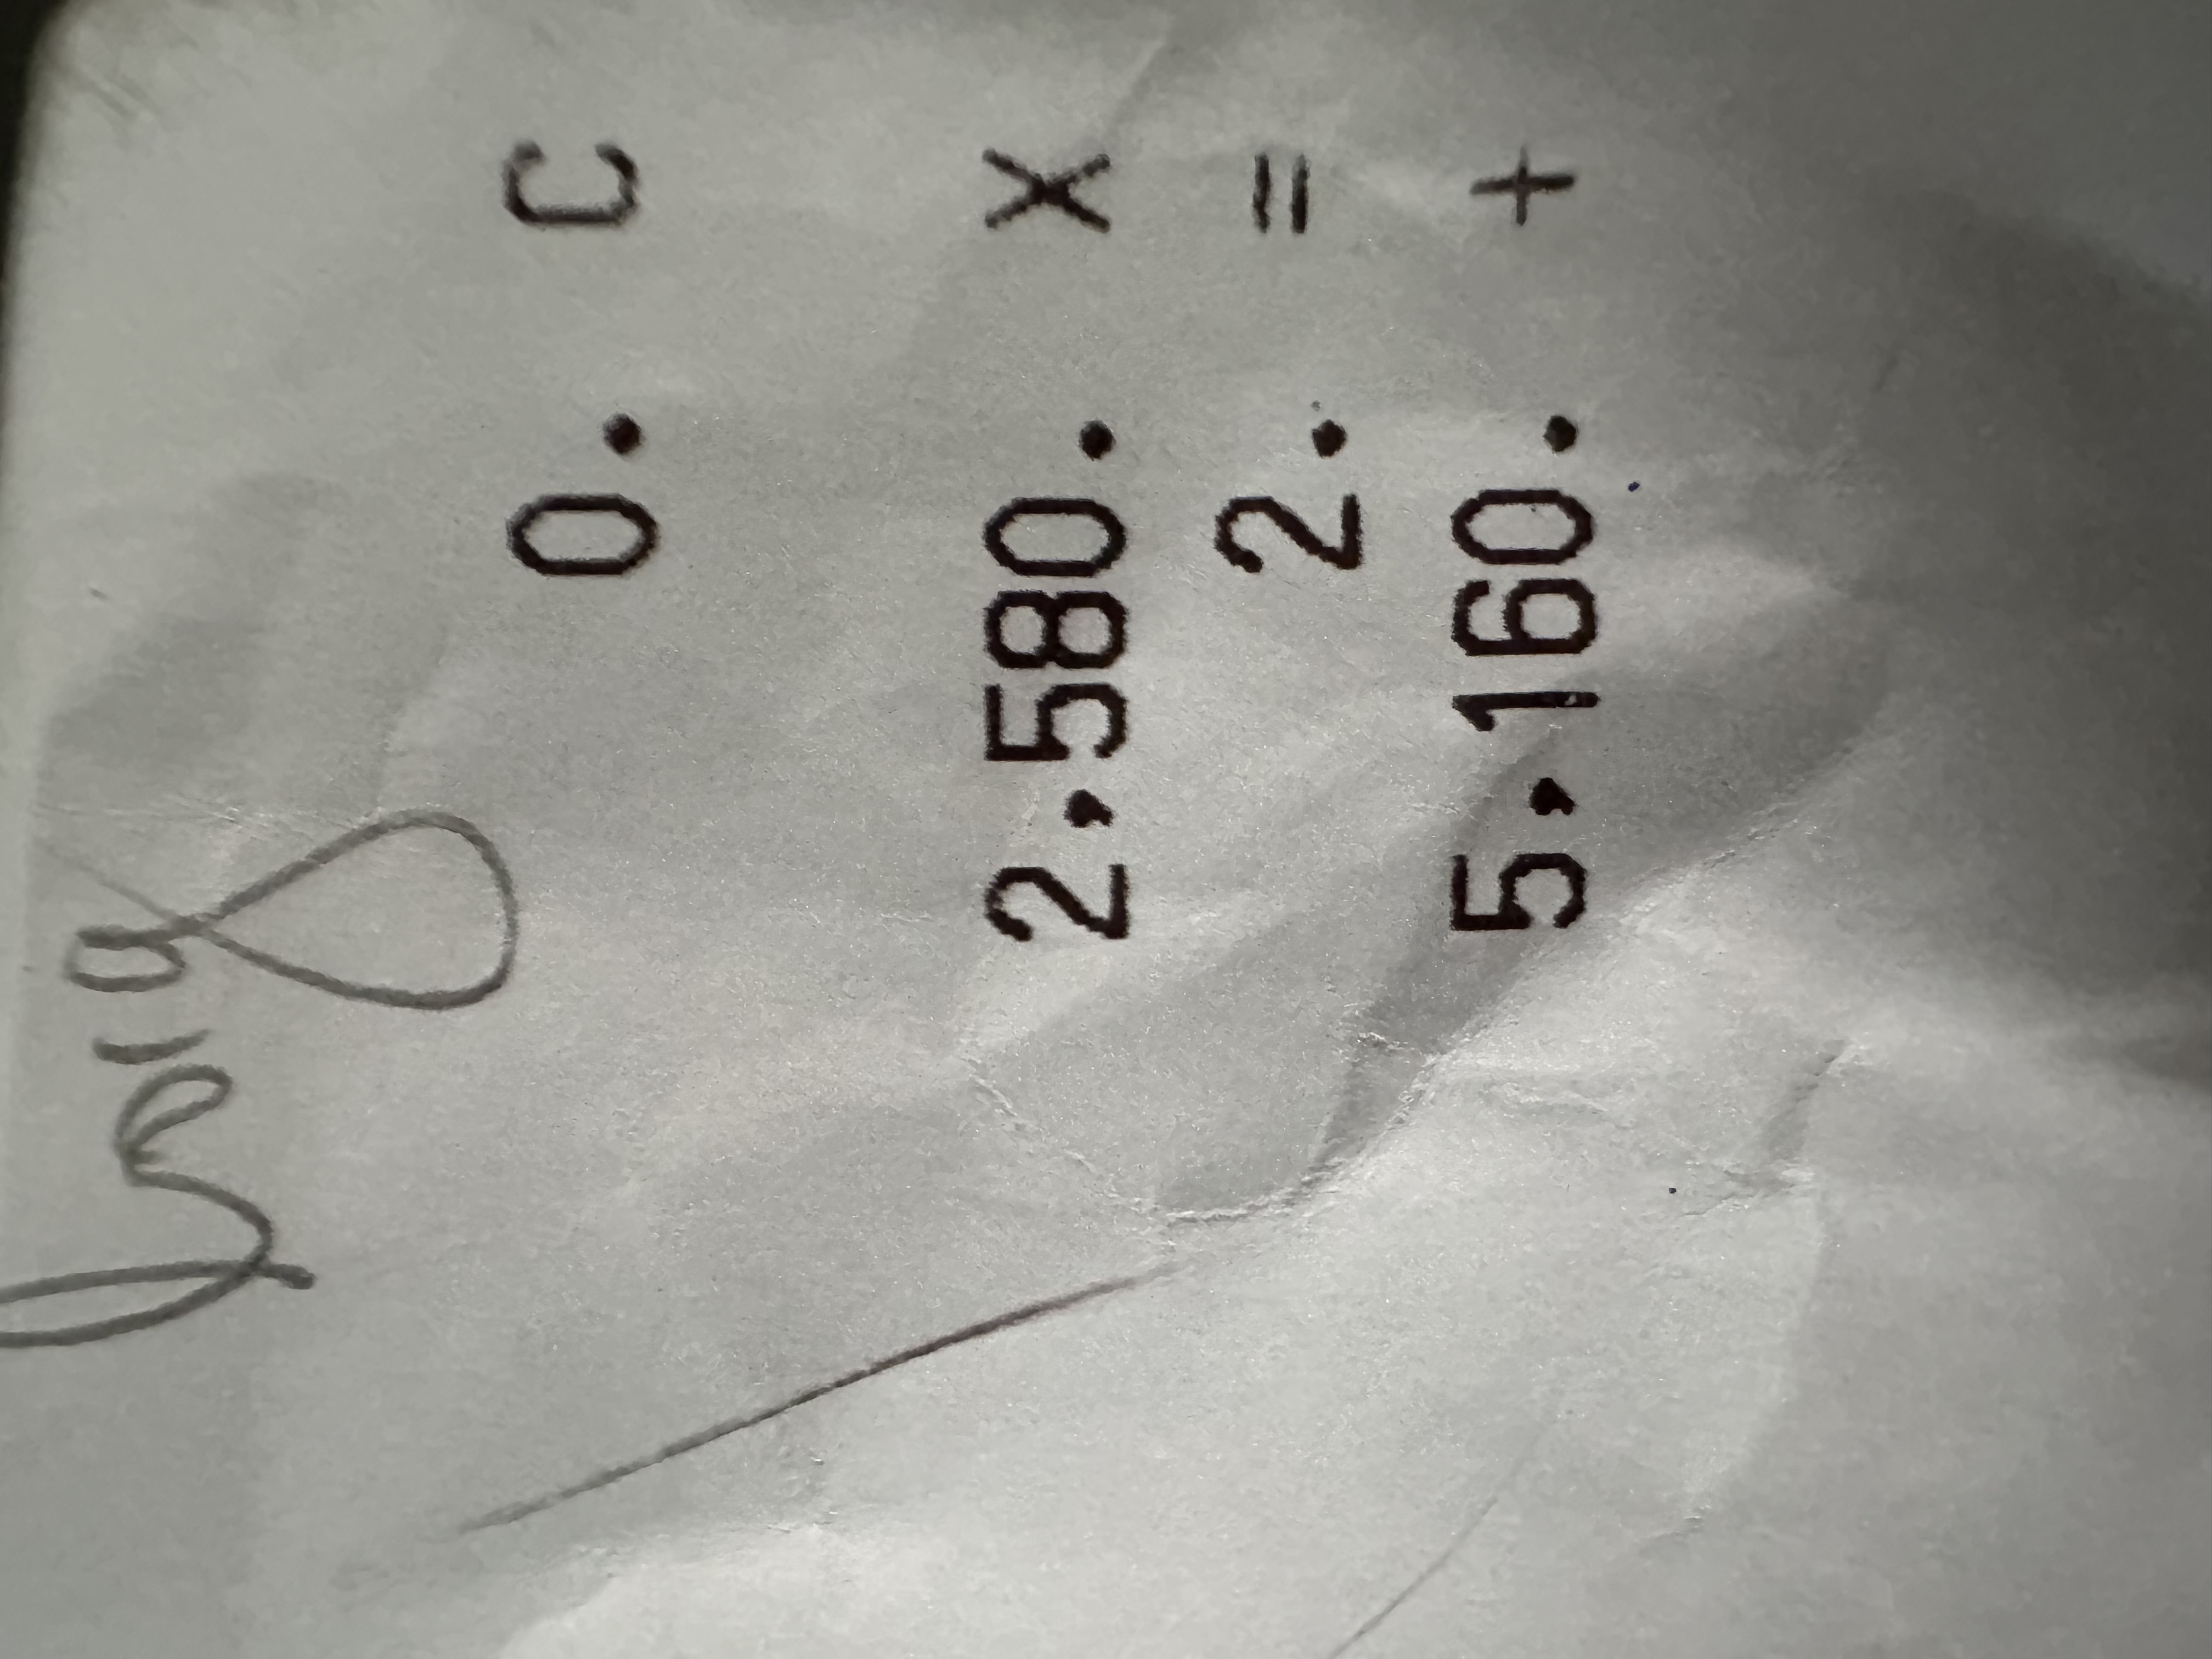 0. C
2,580. X
2. =
5,160. +